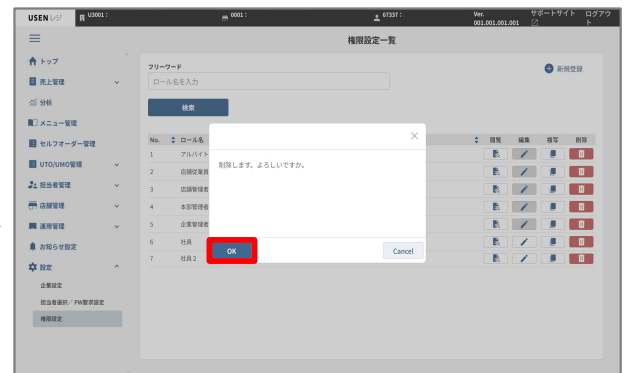 USEN レジ
U3001 :
0001 :
67337 :
Ver.
001.001.001.001
サポートサイト
ログアウト
権限設定一覧
トップ
売上管理
分析
メニュー管理
セルフオーダー管理
UTO/UMO管理
担当者管理
店舗管理
運用管理
お知らせ設定
設定
企業設定
担当者選択／PW要求設定
権限設定
フリーワード
ロール名を入力
新規登録
検索
No. ロール名 閲覧 編集 複写 削除
1 アルバイト
2 店舗従業員
3 店舗管理者
4 本部管理者
5 企業管理者
6 社員
7 社員2
削除します。よろしいですか。
OK
Cancel